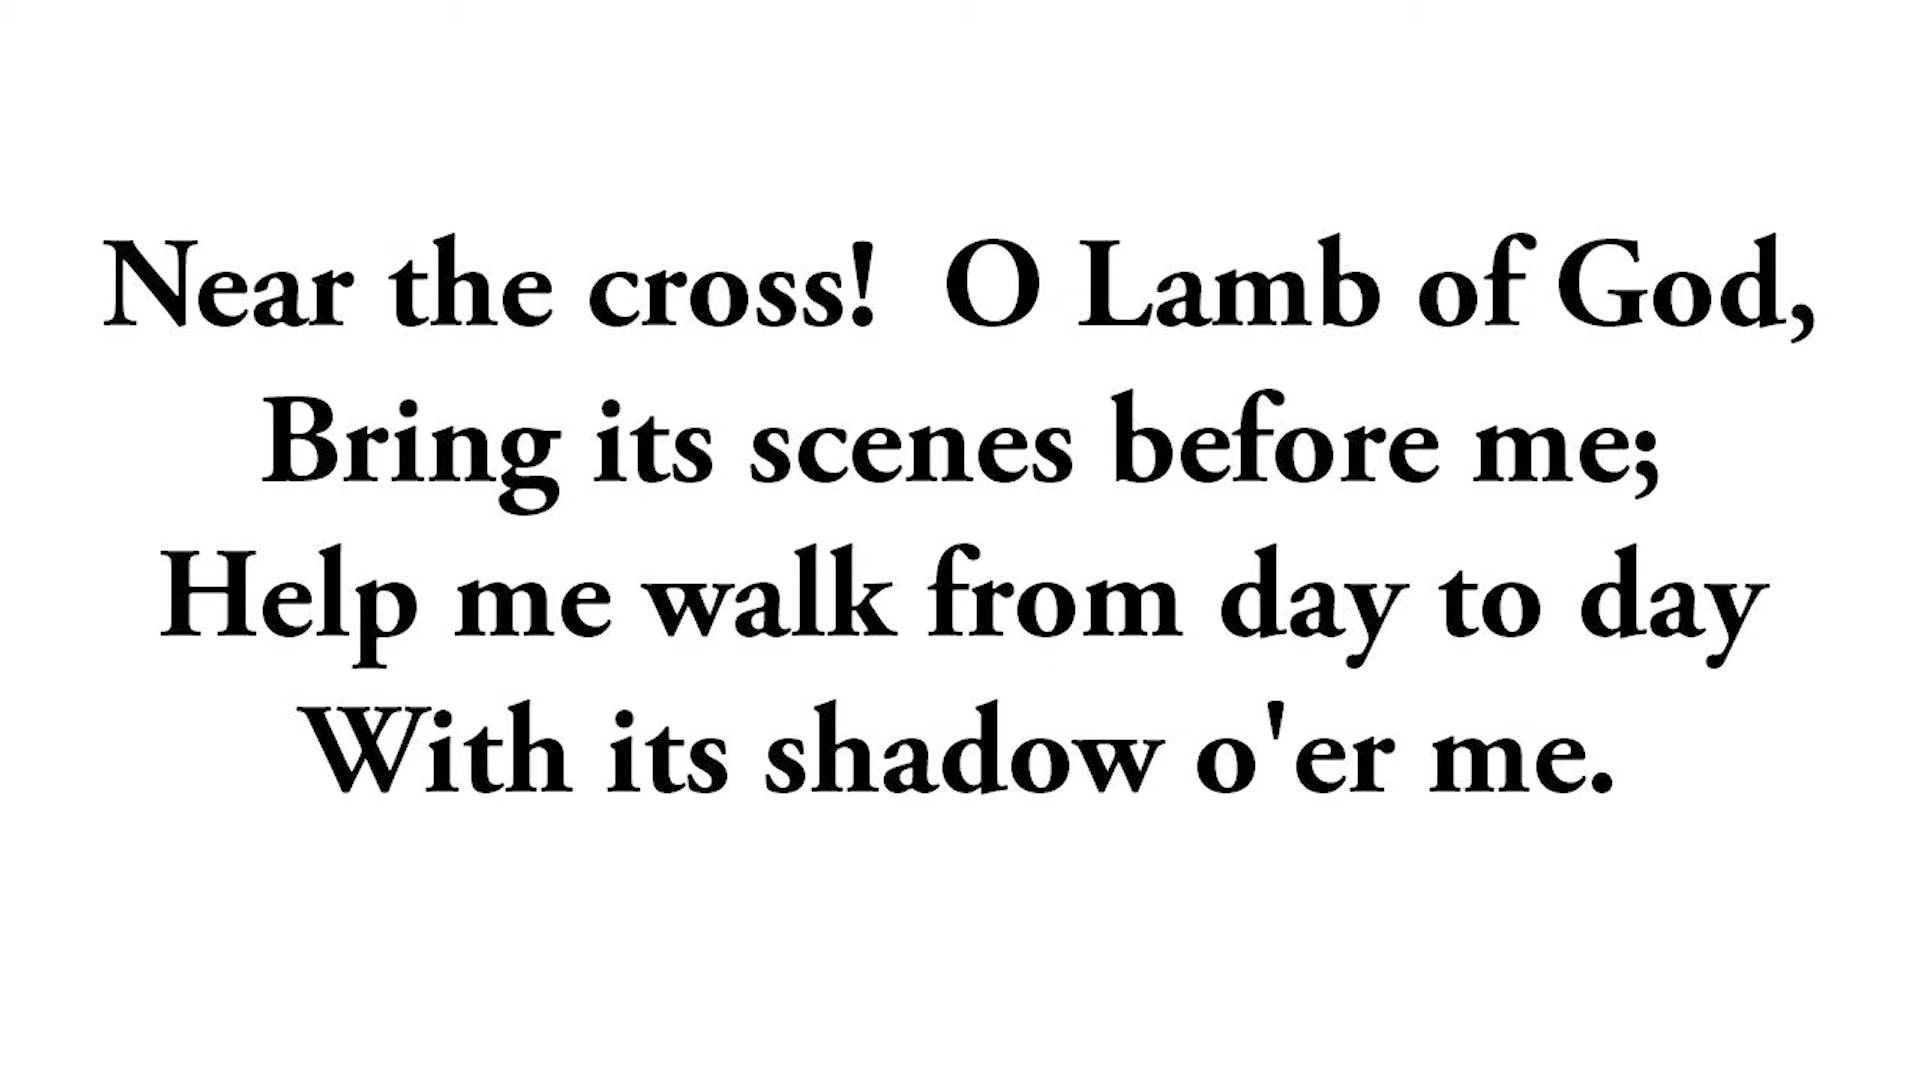 Near the cross!  O Lamb of God,
Bring its scenes before me;
Help me walk from day to day
With its shadow o'er me.